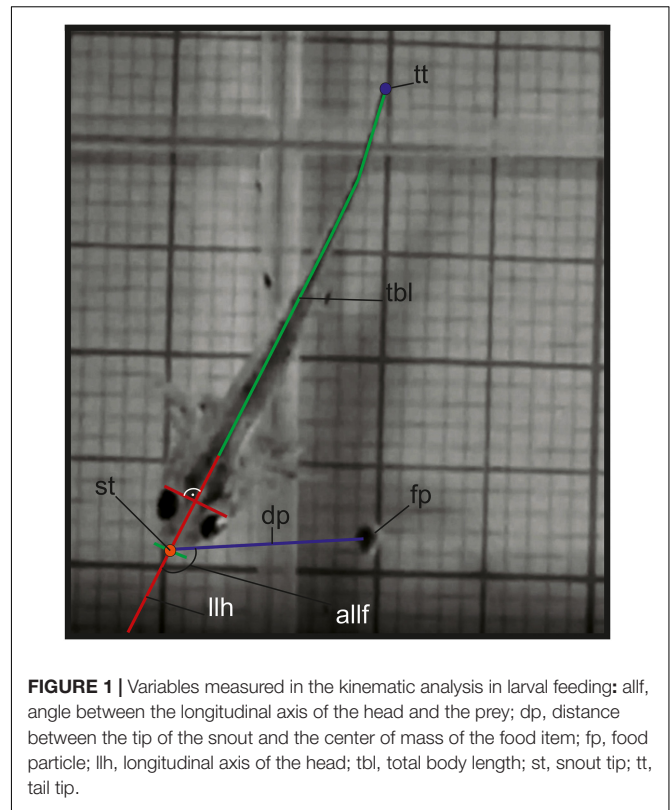 tt
tbl
st
fp
dp
llh
allf
FIGURE 1 | Variables measured in the kinematic analysis in larval feeding: allf,
angle between the longitudinal axis of the head and the prey; dp, distance
between the tip of the snout and the center of mass of the food item; fp, food
particle; llh, longitudinal axis of the head; tbl, total body length; st, snout tip; tt,
tail tip.